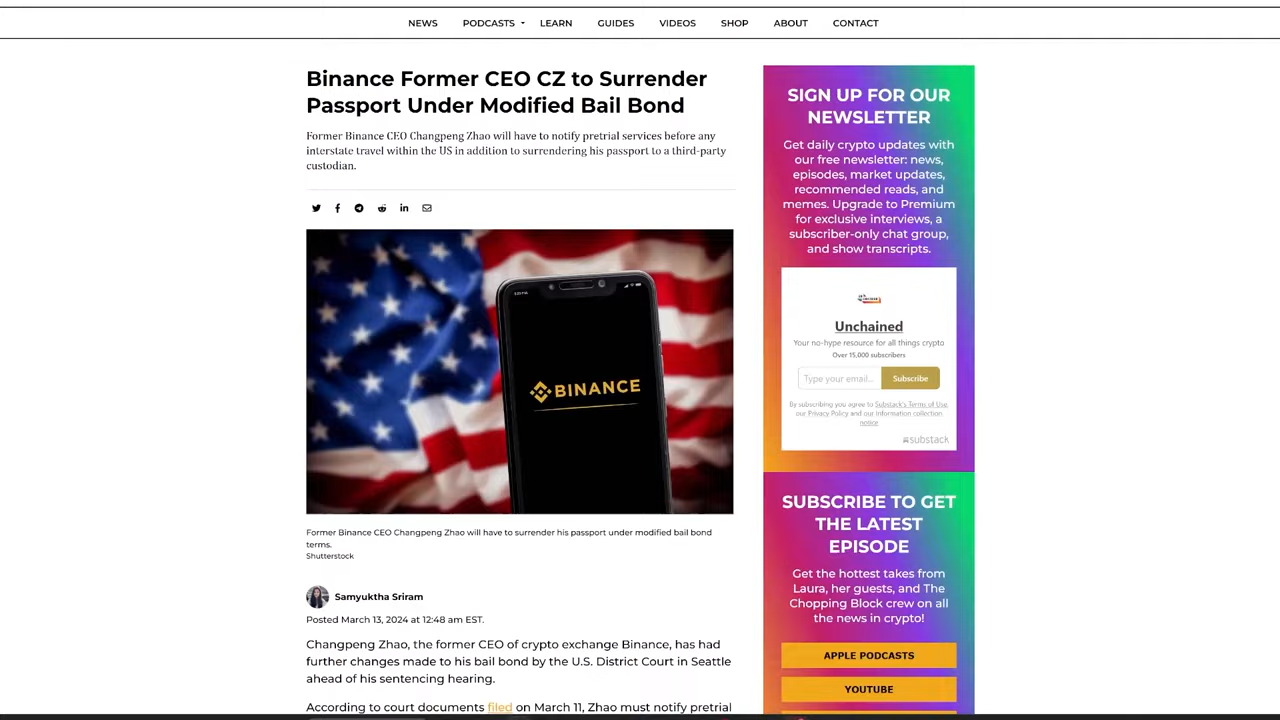 NEWS PODCASTS LEARN GUIDES VIDEOS SHOP ABOUT CONTACT
Binance Former CEO CZ to Surrender
Passport Under Modified Bail Bond
Former Binance CEO Changpeng Zhao will have to notify pretrial services before any
interstate travel within the US in addition to surrendering his passport to a third-party
custodian.
BINANCE
Former Binance CEO Changpeng Zhao will have to surrender his passport under modified bail bond
terms.
Shutterstock
Samyuktha Sriram
Posted March 13, 2024 at 12:48 am EST.
Changpeng Zhao, the former CEO of crypto exchange Binance, has had
further changes made to his bail bond by the U.S. District Court in Seattle
ahead of his sentencing hearing.
According to court documents filed on March 11, Zhao must notify pretrial
SIGN UP FOR OUR
NEWSLETTER
Get daily crypto updates with
our free newsletter: news,
episodes, market updates,
recommended reads, and
memes. Upgrade to Premium
for exclusive interviews, a
subscriber-only chat group,
and show transcripts.
Unchained
Your no-hype resource for all things crypto
Over 15,000 subscribers
Type your email... Subscribe
By subscribing you agree to Substack's Terms of Use,
our Privacy Policy and our Information collection
notice
substack
SUBSCRIBE TO GET
THE LATEST
EPISODE
Get the hottest takes from
Laura, her guests, and The
Chopping Block crew on all
the news in crypto!
APPLE PODCASTS
YOUTUBE